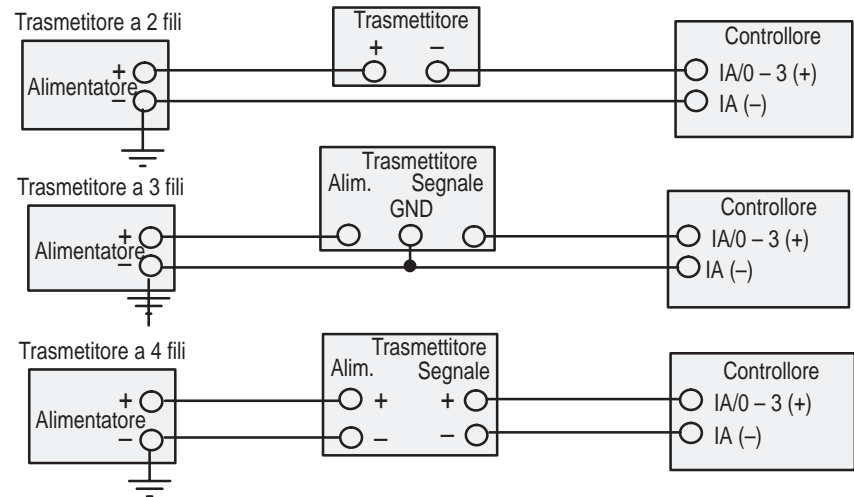 Trasmetitore a 2 fili
Alimentatore
+
–
Trasmettitore
+ –
Controllore
IA/0 – 3 (+)
IA (–)
Trasmetitore a 3 fili
Alimentatore
+
–
Trasmettitore
Alim. Segnale
GND
Controllore
IA/0 – 3 (+)
IA (–)
Trasmetitore a 4 fili
Alimentatore
+
–
Trasmettitore
Alim. Segnale
+ +
– –
Controllore
IA/0 – 3 (+)
IA (–)